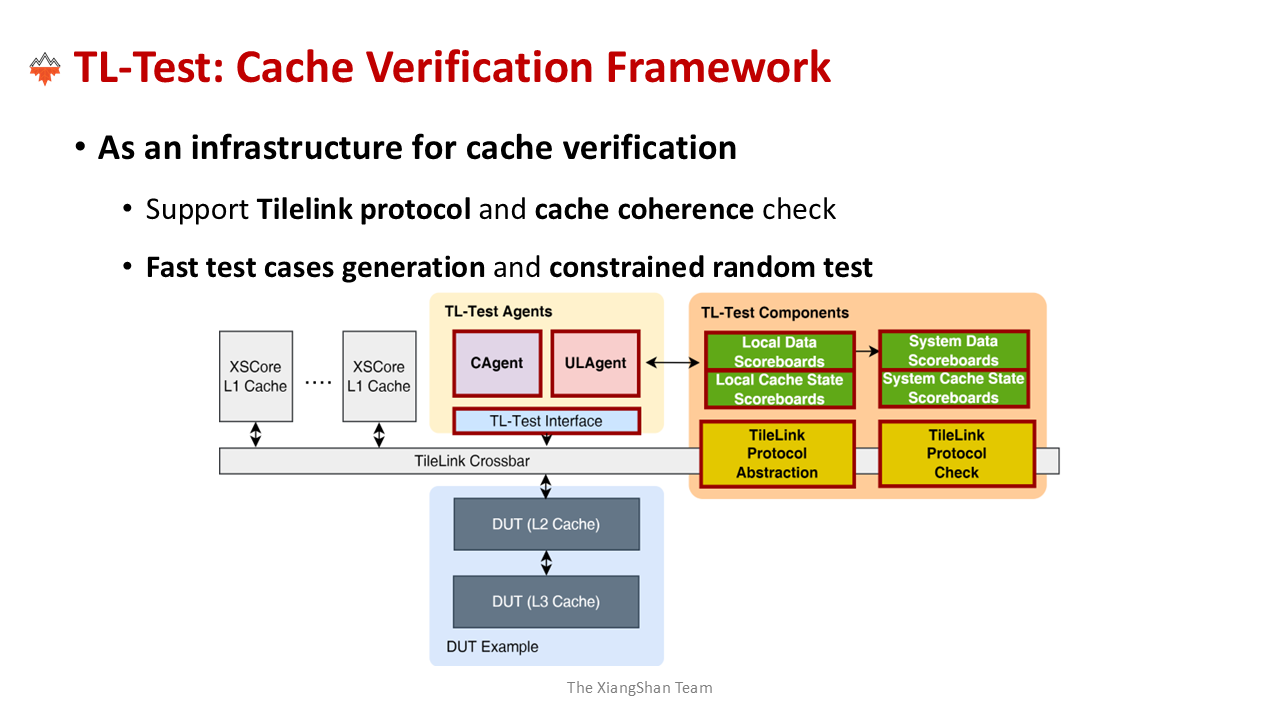 TL-Test: Cache Verification Framework
• As an infrastructure for cache verification
• Support Tilelink protocol and cache coherence check
• Fast test cases generation and constrained random test
XSCore
L1 Cache
....
XSCore
L1 Cache
TL-Test Agents
CAgent
ULAgent
TL-Test Interface
TL-Test Components
Local Data
Scoreboards
System Data
Scoreboards
Local Cache State
Scoreboards
System Cache State
Scoreboards
TileLink
Protocol
Abstraction
TileLink
Protocol
Check
TileLink Crossbar
DUT (L2 Cache)
DUT (L3 Cache)
DUT Example
The XiangShan Team